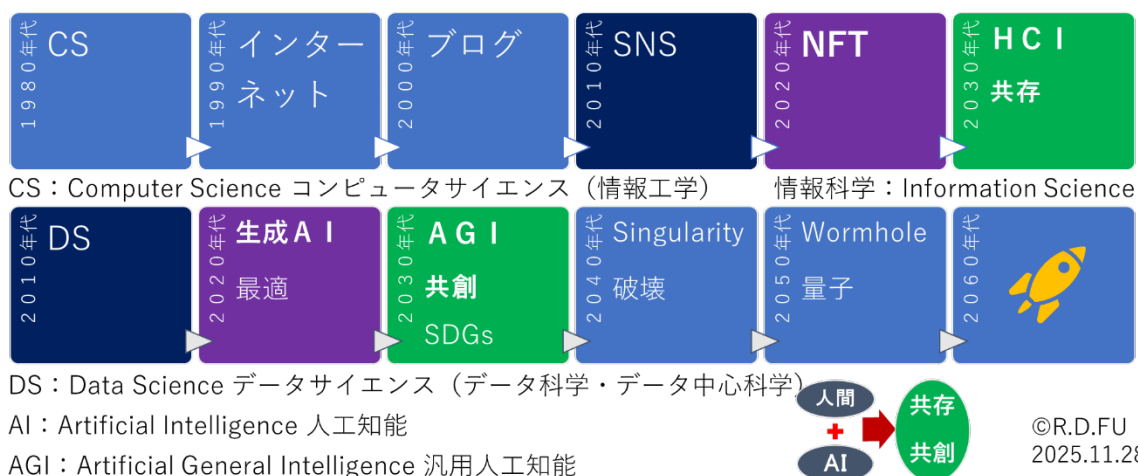 1980年代
CS
1990年代
インター
ネット
2000年代
ブログ
2010年代
SNS
2020年代
NFT
2030年代
HCI
共存
CS：Computer Science コンピュータサイエンス（情報工学） 情報科学：Information Science
2010年代
DS
2020年代
生成AI
最適
2030年代
AGI
共創
SDGs
2040年代
Singularity
破壊
2050年代
Wormhole
量子
2060年代
DS：Data Science データサイエンス（データ科学・データ中心科学）
AI：Artificial Intelligence 人工知能
AGI：Artificial General Intelligence 汎用人工知能
人間
+
AI
共存
共創
©R.D.FU
2025.11.28